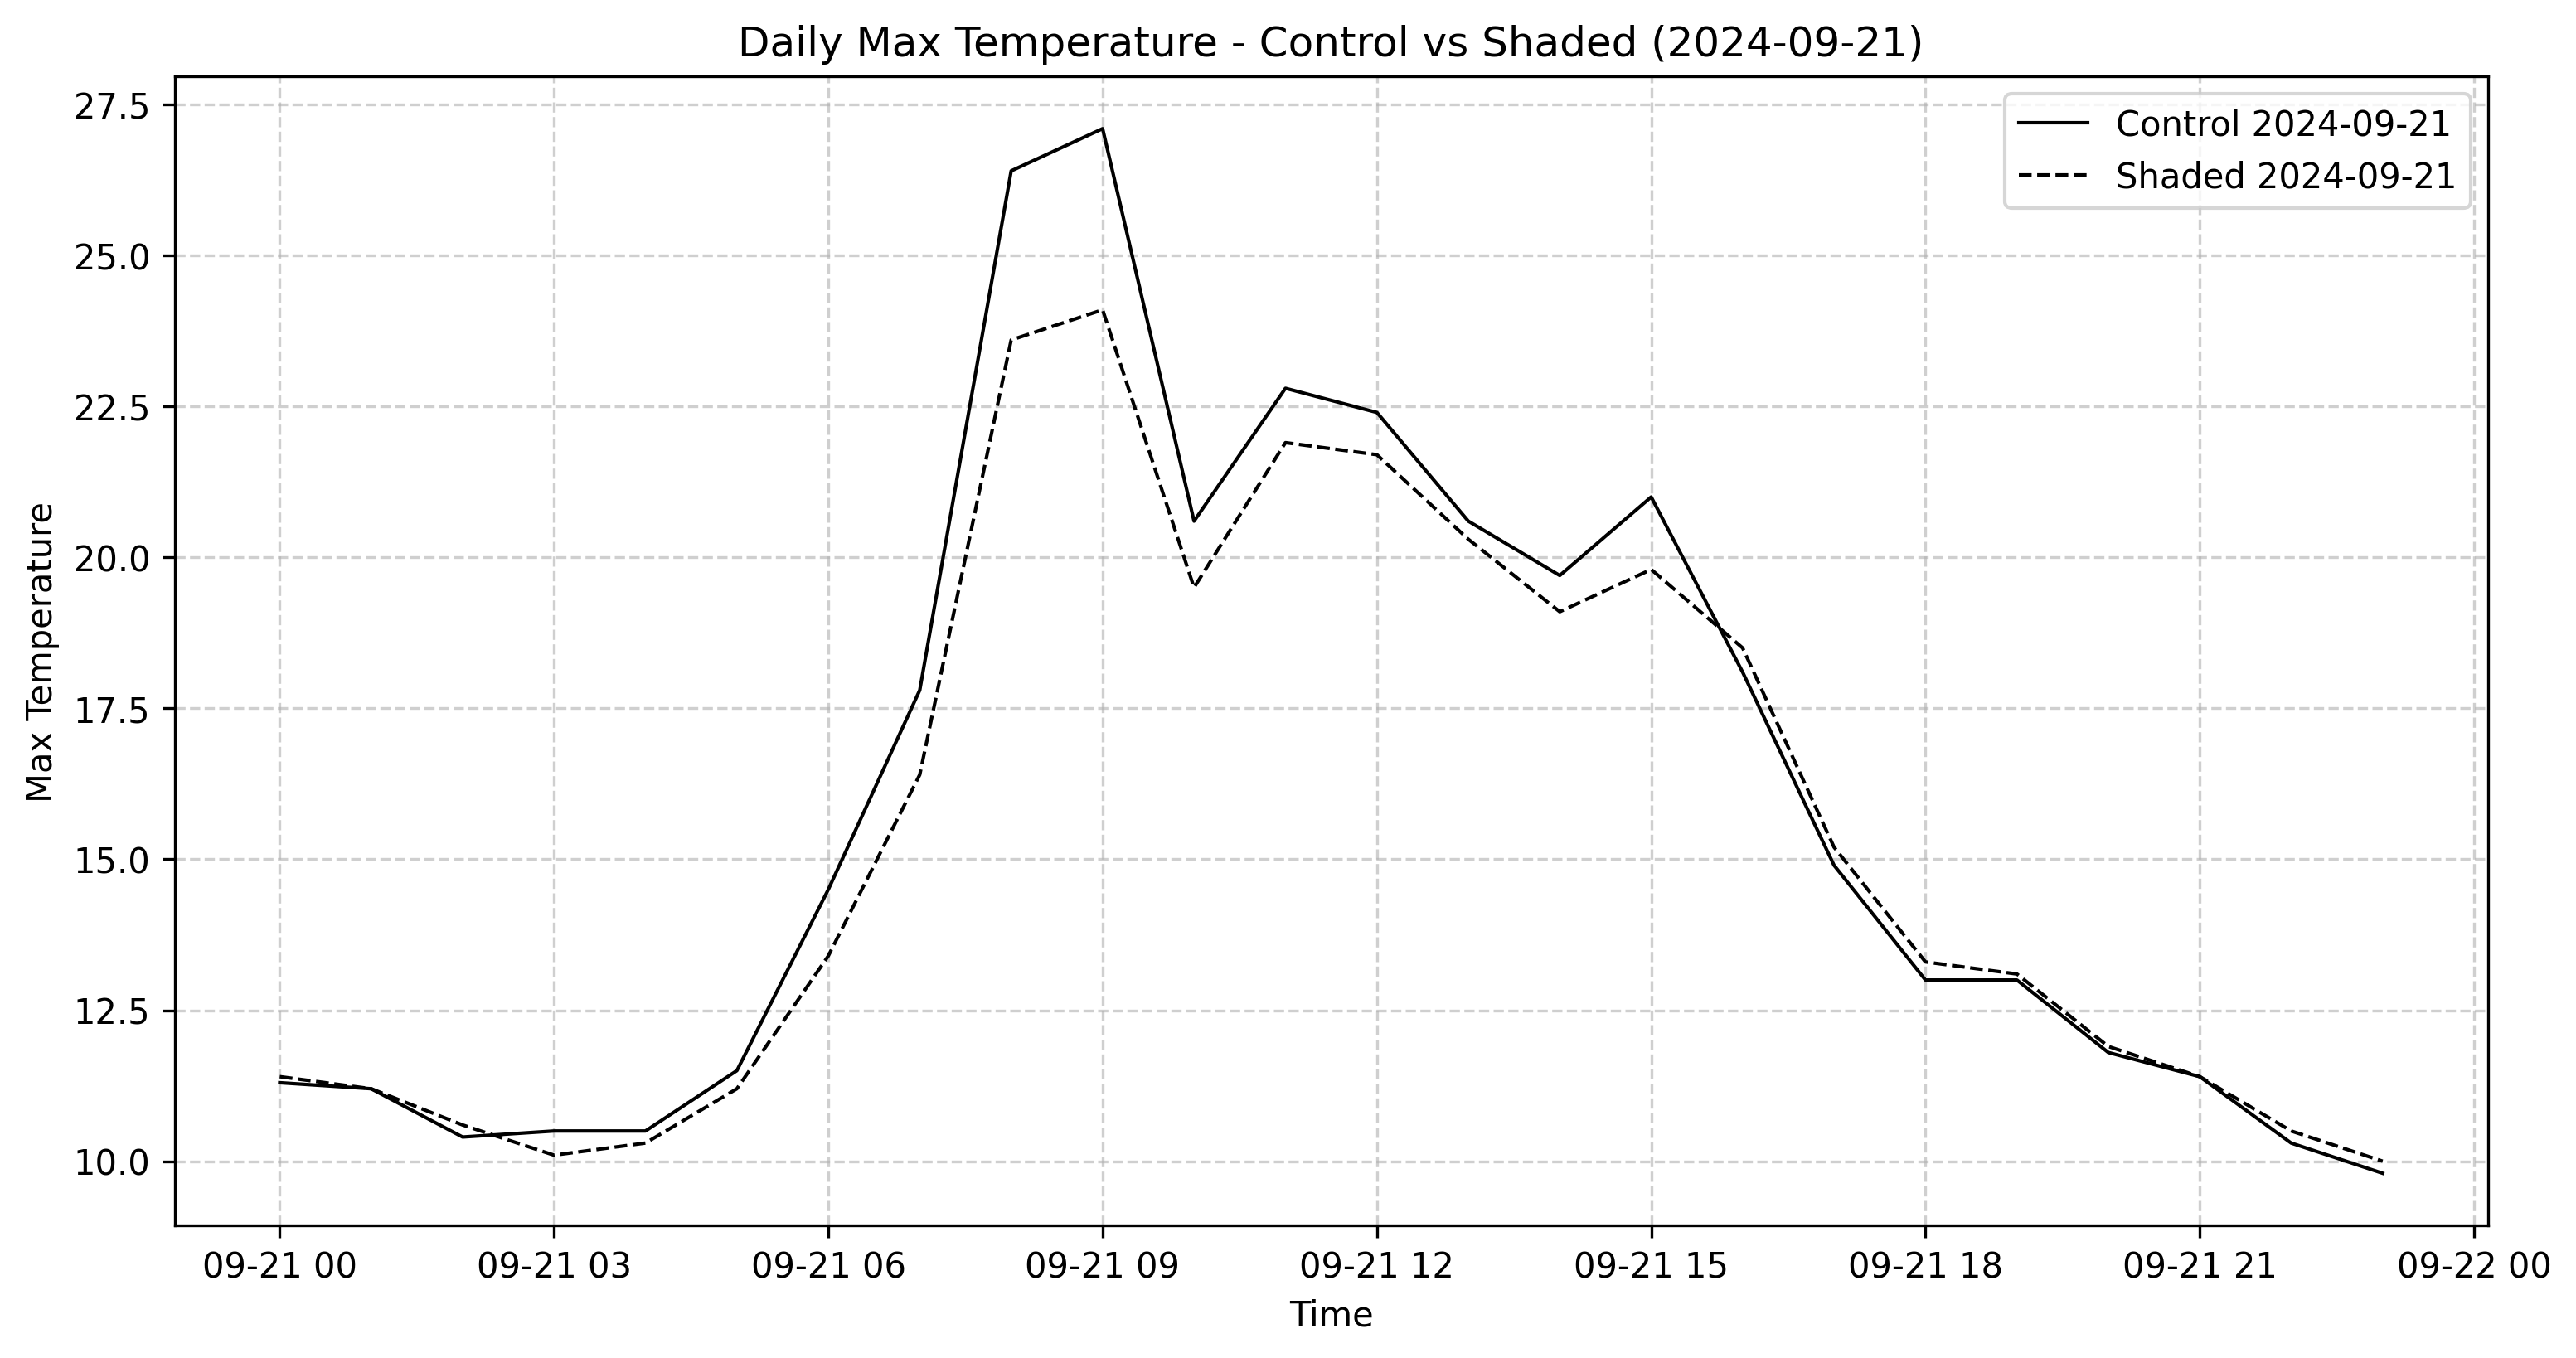 Daily Max Temperature - Control vs Shaded (2024-09-21)
Control 2024-09-21
Shaded 2024-09-21
Max Temperature
27.5
25.0
22.5
20.0
17.5
15.0
12.5
10.0
09-21 00 09-21 03 09-21 06 09-21 09 09-21 12 09-21 15 09-21 18 09-21 21 09-22 00
Time